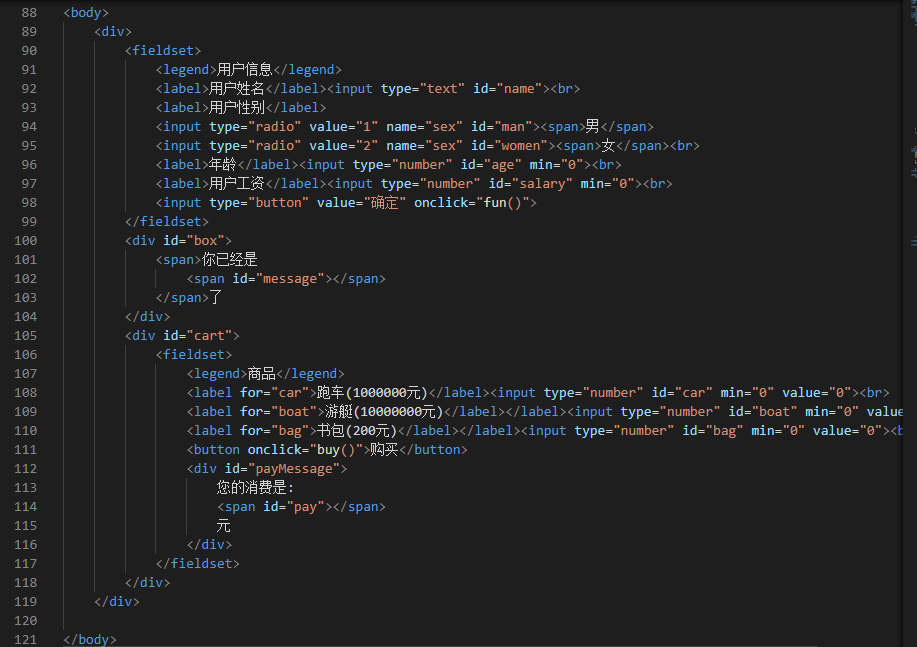 88 <body>
89 <div>
90 <fieldset>
91 <legend>用户信息</legend>
92 <label>用户姓名</label><input type="text" id="name"><br>
93 <label>用户性别</label>
94 <input type="radio" value="1" name="sex" id="man"><span>男</span>
95 <input type="radio" value="2" name="sex" id="women"><span>女</span><br>
96 <label>年龄</label><input type="number" id="age" min="0"><br>
97 <label>用户工资</label><input type="number" id="salary" min="0"><br>
98 <input type="button" value="确定" onclick="fun()">
99 </fieldset>
100 <div id="box">
101 <span>你已经是
102 <span id="message"></span>
103 </span>了
104 </div>
105 <div id="cart">
106 <fieldset>
107 <legend>商品</legend>
108 <label for="car">跑车(1000000元)</label><input type="number" id="car" min="0" value="0"><br>
109 <label for="boat">游艇(10000000元)</label></label><input type="number" id="boat" min="0" value
110 <label for="bag">书包(200元)</label></label><input type="number" id="bag" min="0" value="0"><b
111 <button onclick="buy()">购买</button>
112 <div id="payMessage">
113 您的消费是:
114 <span id="pay"></span>
115 元
116 </div>
117 </fieldset>
118 </div>
119 </div>
120
121 </body>